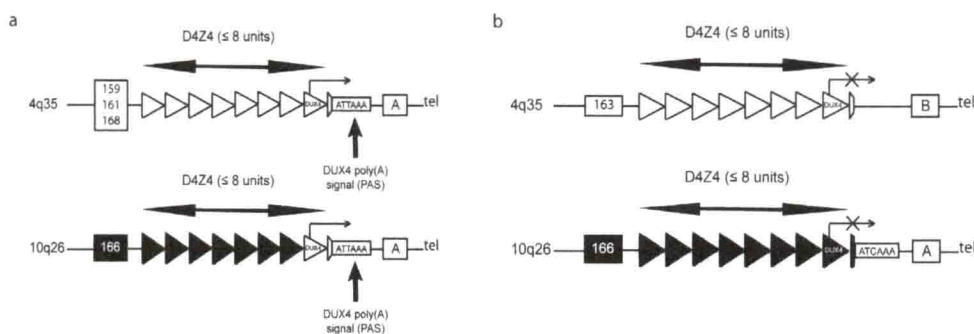 a
D4Z4 (≤ 8 units)
4q35
159
161
168
DUX4
ATTAAA
A
tel
DUX4 poly(A)
signal (PAS)
D4Z4 (≤ 8 units)
10q26
166
DUX4
ATTAAA
A
tel
DUX4 poly(A)
signal (PAS)
b
D4Z4 (≤ 8 units)
4q35
163
DUX4
B
tel
D4Z4 (≤ 8 units)
10q26
166
DUX4
ATCAAA
A
tel